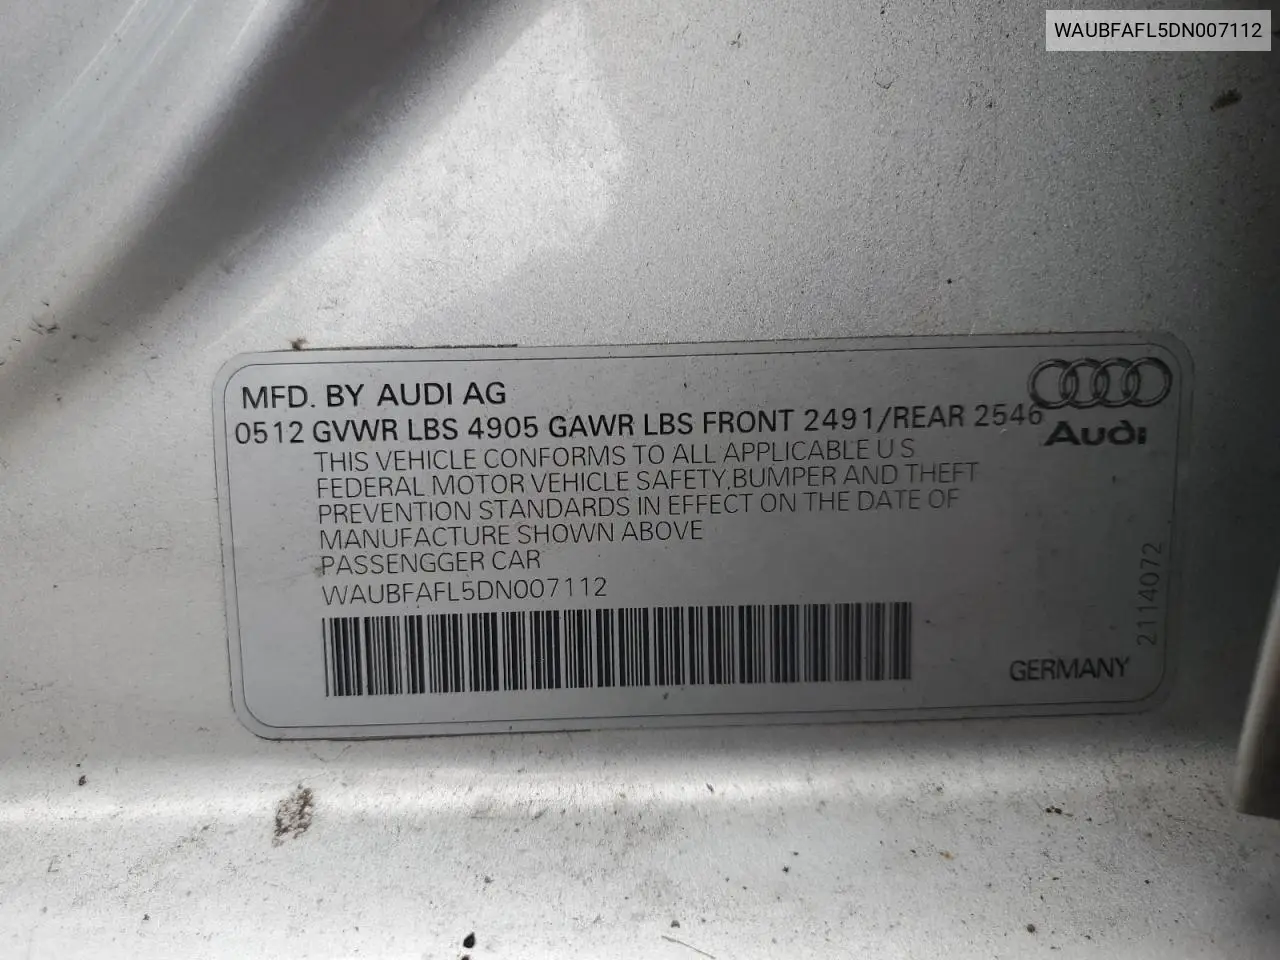 WAUBFAFL5DN007112
MFD. BY AUDI AG
0512 GVWR LBS 4905 GAWR LBS FRONT 2491/REAR 2546
Audi
THIS VEHICLE CONFORMS TO ALL APPLICABLE U S
FEDERAL MOTOR VEHICLE SAFETY,BUMPER AND THEFT
PREVENTION STANDARDS IN EFFECT ON THE DATE OF
MANUFACTURE SHOWN ABOVE
PASSENGGER CAR
WAUBFAFL5DN007112
2114072
GERMANY